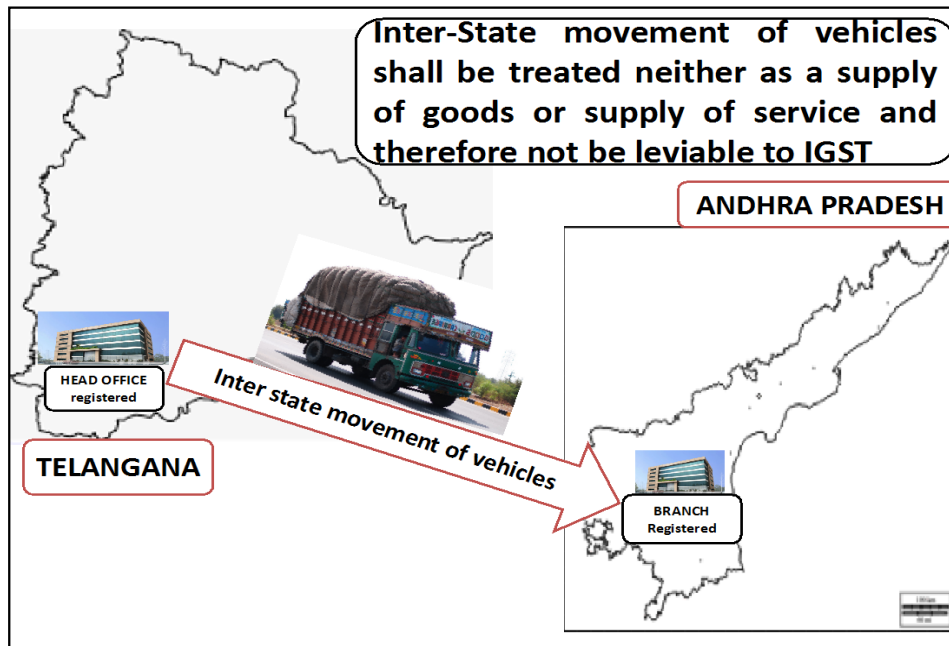 Inter-State movement of vehicles
shall be treated neither as a supply
of goods or supply of service and
therefore not be leviable to IGST
ANDHRA PRADESH
HEAD OFFICE
registered
Inter state movement of vehicles
TELANGANA
BRANCH
Registered